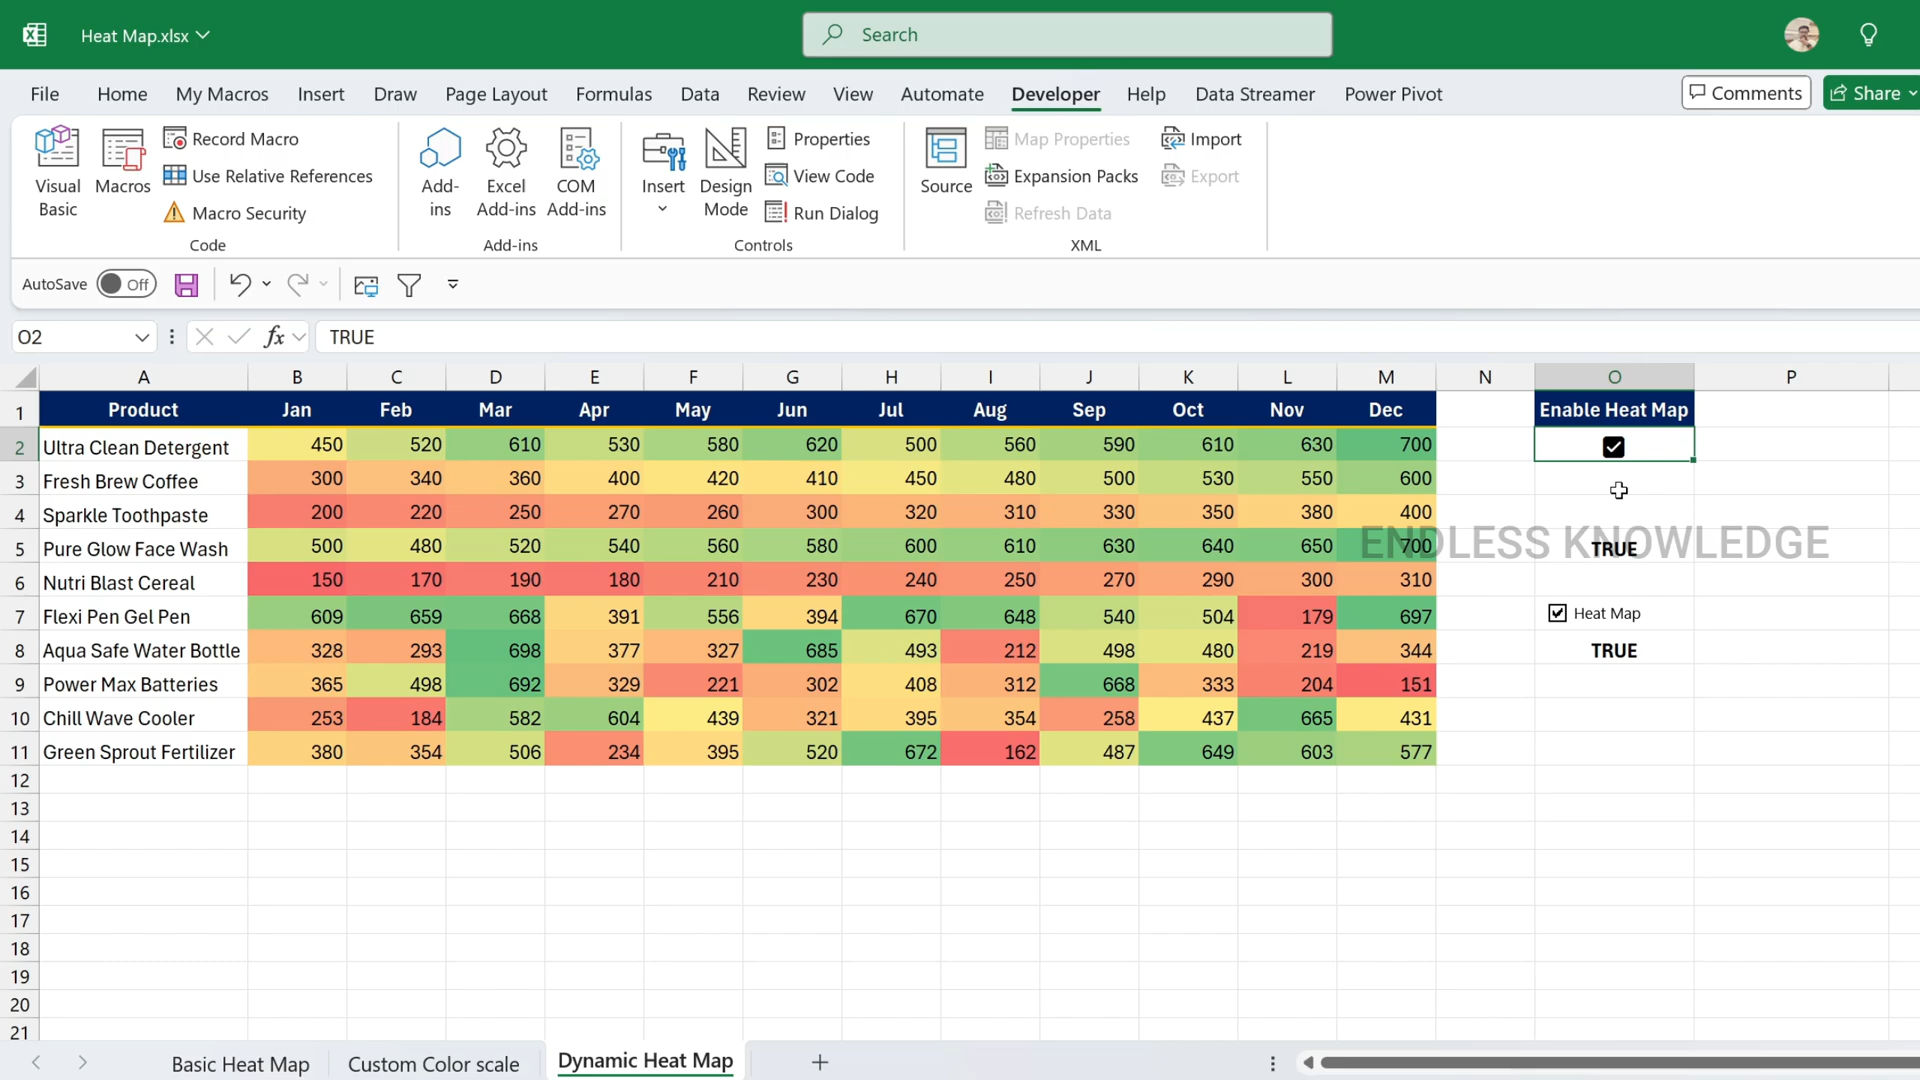 Heat Map.xlsx
Search
File Home My Macros Insert Draw Page Layout Formulas Data Review View Automate Developer Help Data Streamer Power Pivot Comments Share
Visual Basic
Macros
Record Macro
Use Relative References
Macro Security
Code
Add-ins
Excel Add-ins
COM Add-ins
Add-ins
Insert
Design Mode
Properties
View Code
Run Dialog
Controls
Source
Map Properties
Expansion Packs
Refresh Data
Import
Export
XML
AutoSave Off
O2 fx TRUE
A B C D E F G H I J K L M N O P
1 Product Jan Feb Mar Apr May Jun Jul Aug Sep Oct Nov Dec Enable Heat Map
2 Ultra Clean Detergent 450 520 610 530 580 620 500 560 590 610 630 700
3 Fresh Brew Coffee 300 340 360 400 420 410 450 480 500 530 550 600
4 Sparkle Toothpaste 200 220 250 270 260 300 320 310 330 350 380 400
ENDLESS KNOWLEDGE
5 Pure Glow Face Wash 500 480 520 540 560 580 600 610 630 640 650 700 TRUE
6 Nutri Blast Cereal 150 170 190 180 210 230 240 250 270 290 300 310
7 Flexi Pen Gel Pen 609 659 668 391 556 394 670 648 540 504 179 697 Heat Map
8 Aqua Safe Water Bottle 328 293 698 377 327 685 493 212 498 480 219 344 TRUE
9 Power Max Batteries 365 498 692 329 221 302 408 312 668 333 204 151
10 Chill Wave Cooler 253 184 582 604 439 321 395 354 258 437 665 431
11 Green Sprout Fertilizer 380 354 506 234 395 520 672 162 487 649 603 577
12
13
14
15
16
17
18
19
20
21
Basic Heat Map Custom Color scale Dynamic Heat Map